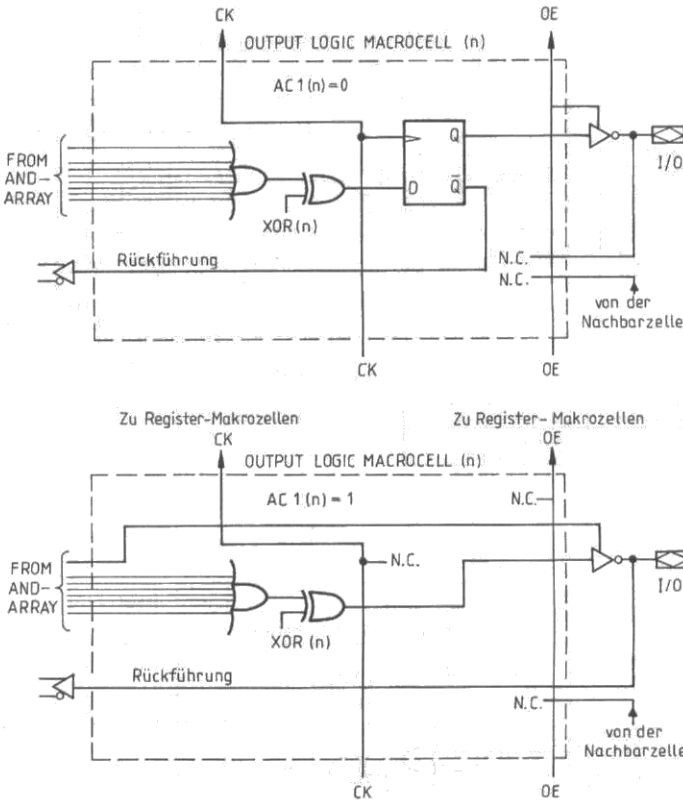 CK
OE
OUTPUT LOGIC MACROCELL (n)
AC 1(n)=0
FROM
AND-
ARRAY
Q
D
Q̅
I/O
XOR(n)
Rückführung
N.C.
N.C.
von der
Nachbarzelle
CK
OE
Zu Register-Makrozellen
CK
Zu Register-Makrozellen
OE
OUTPUT LOGIC MACROCELL (n)
AC 1(n) = 1
N.C.
N.C.
FROM
AND-
ARRAY
I/O
XOR (n)
Rückführung
N.C.
von der
Nachbarzelle
CK
OE